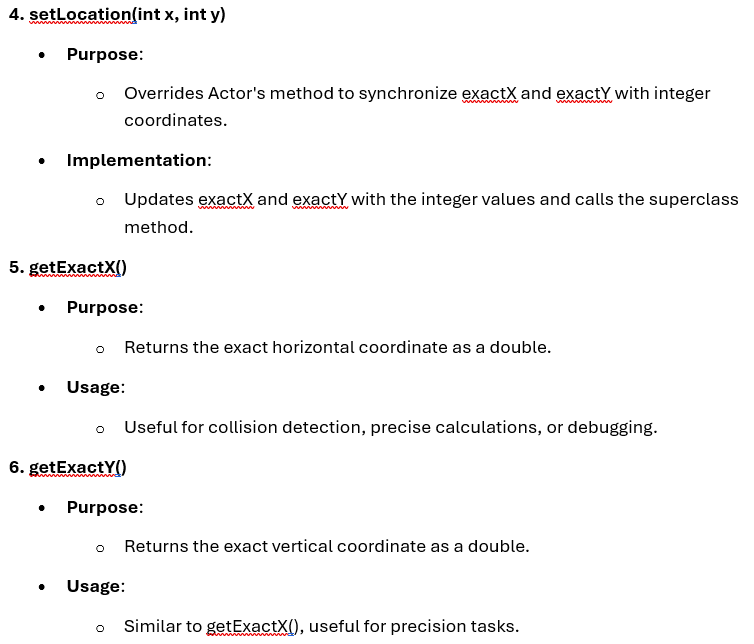 4. setLocation(int x, int y)
• Purpose:
o Overrides Actor's method to synchronize exactX and exactY with integer
coordinates.
• Implementation:
o Updates exactX and exactY with the integer values and calls the superclass
method.
5. getExactX()
• Purpose:
o Returns the exact horizontal coordinate as a double.
• Usage:
o Useful for collision detection, precise calculations, or debugging.
6. getExactY()
• Purpose:
o Returns the exact vertical coordinate as a double.
• Usage:
o Similar to getExactX(), useful for precision tasks.